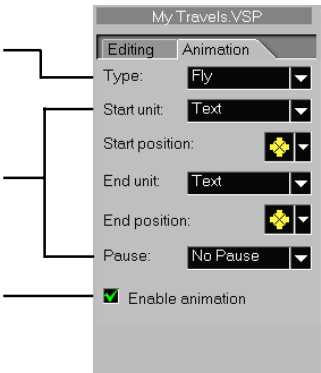 My Travels.VSP
Editing Animation
Type: Fly
Start unit: Text
Start position:
End unit: Text
End position:
Pause: No Pause
Enable animation